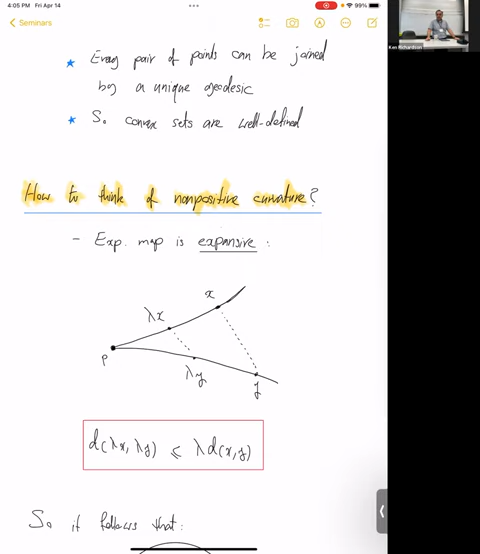 4:05 PM Fri Apr 14
99%
Seminars
Ken Richardson
★ Every pair of points can be joined
by a unique geodesic
★ So convex sets are well-defined
How to think of nonpositive curvature?
- Exp. map is expansive :
x
λx
p
λy
y
d(λx, λy) ⩽ λd(x,y)
So it follows that: